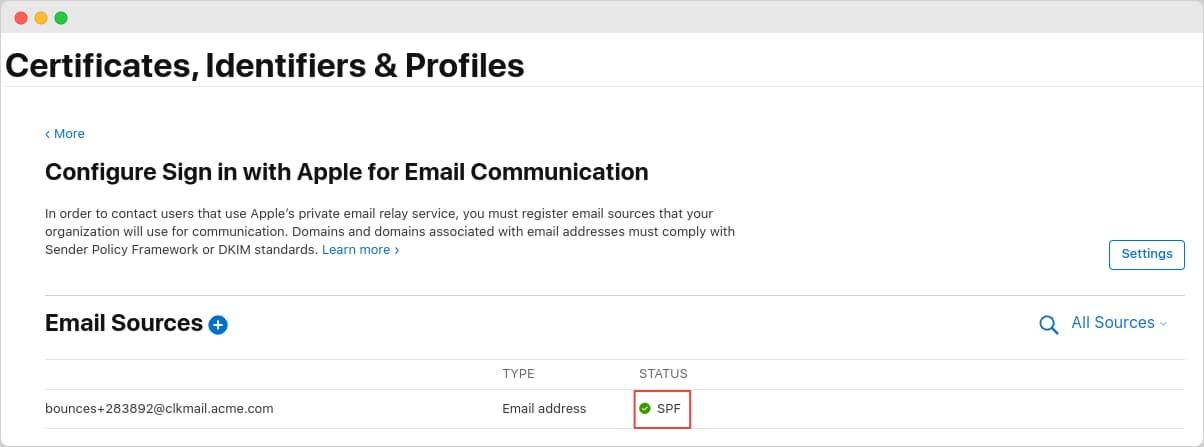 Certificates, Identifiers & Profiles
‹ More
Configure Sign in with Apple for Email Communication
In order to contact users that use Apple’s private email relay service, you must register email sources that your
organization will use for communication. Domains and domains associated with email addresses must comply with
Sender Policy Framework or DKIM standards. Learn more ›
Settings
Email Sources
All Sources
TYPE STATUS
bounces+283892@clkmail.acme.com Email address SPF